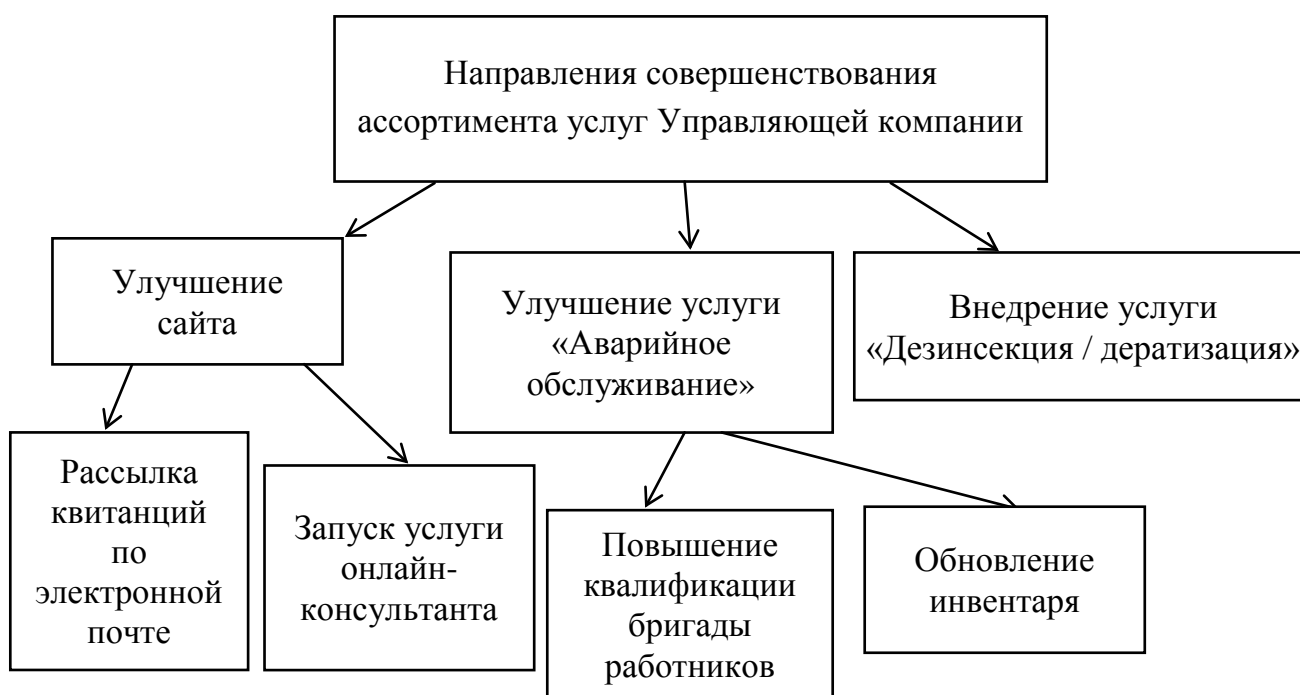 Направления совершенствования
ассортимента услуг Управляющей компании
Улучшение
сайта
Улучшение услуги
«Аварийное
обслуживание»
Внедрение услуги
«Дезинсекция / дератизация»
Рассылка
квитанций
по
электронной
почте
Запуск услуги
онлайн-
консультанта
Повышение
квалификации
бригады
работников
Обновление
инвентаря